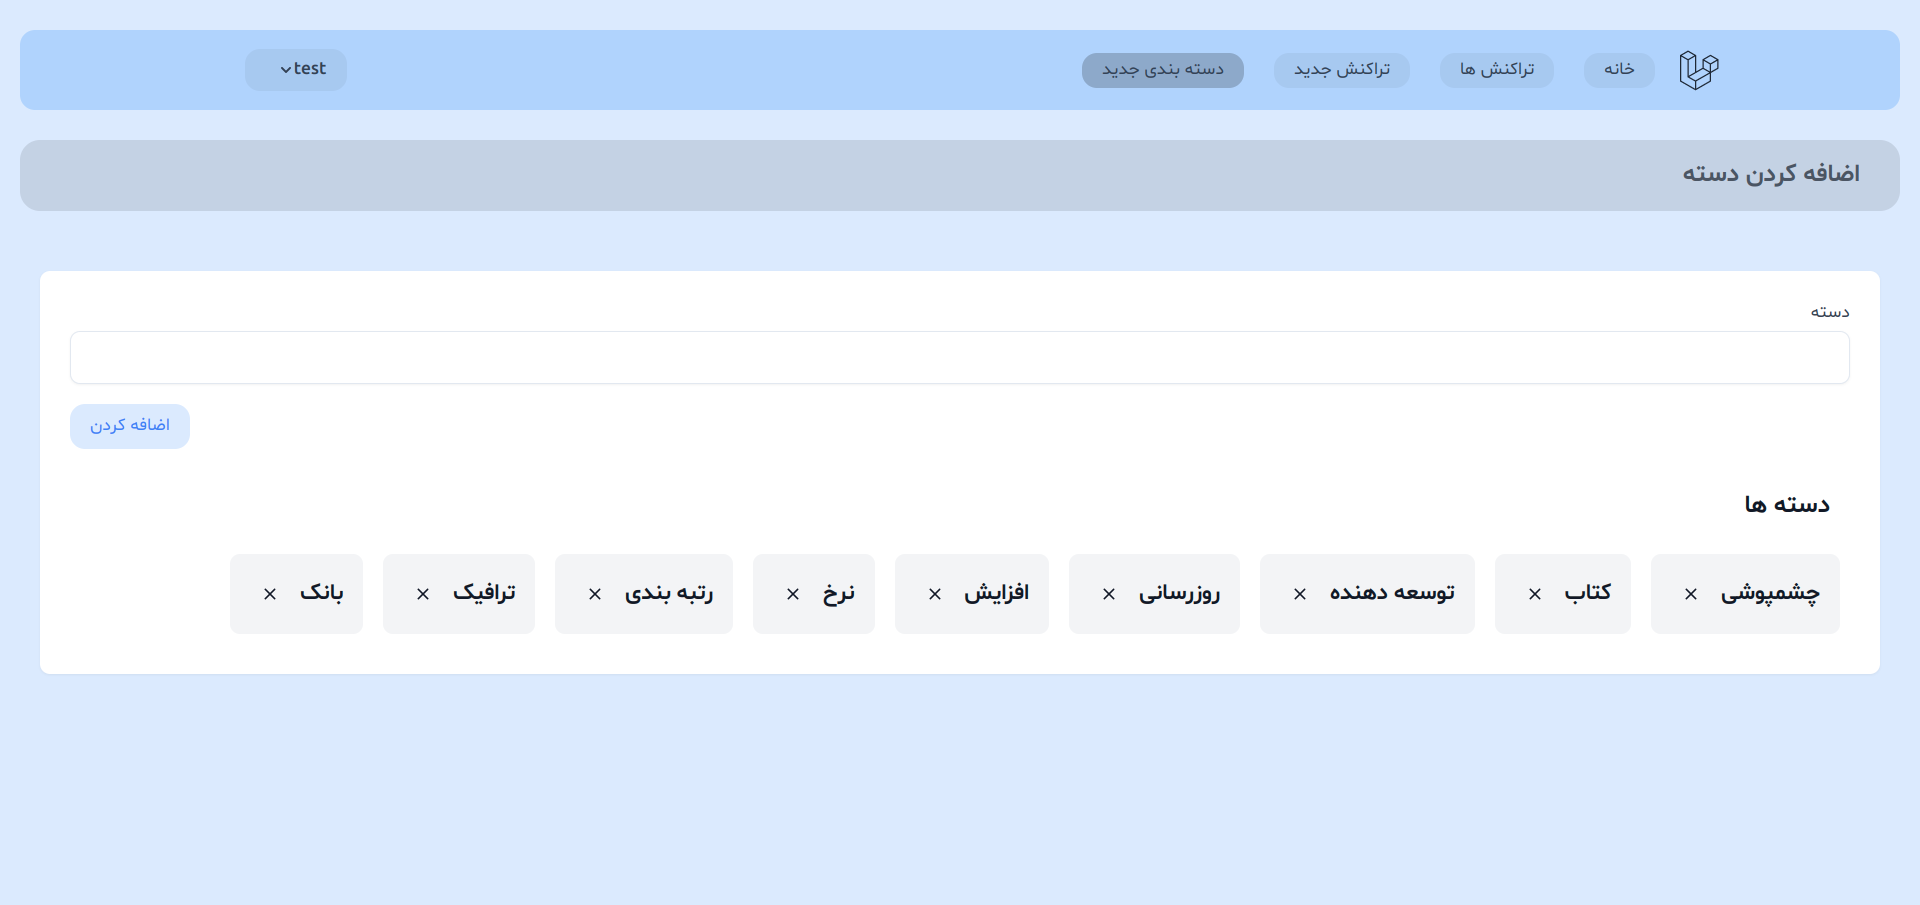 خانه تراکنش ها تراکنش جدید دسته بندی جدید test
اضافه کردن دسته
دسته
اضافه کردن
دسته ها
چشمپوشی کتاب توسعه دهنده روزرسانی افزایش نرخ رتبه بندی ترافیک بانک